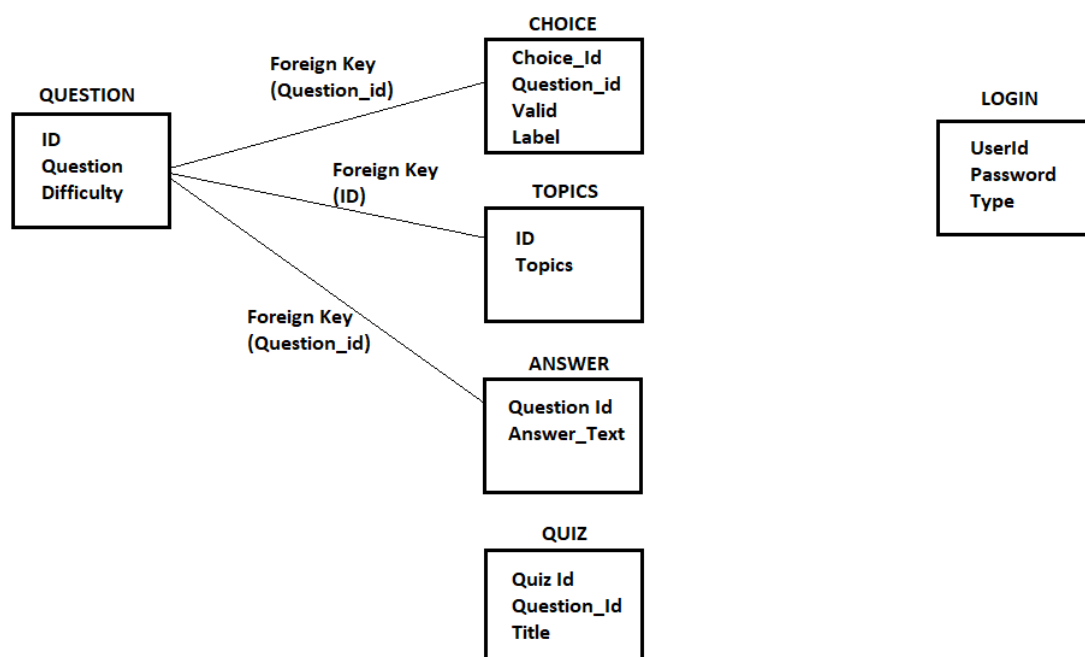 CHOICE
Choice_Id
Question_id
Valid
Label
Foreign Key
(Question_id)
QUESTION
ID
Question
Difficulty
LOGIN
UserId
Password
Type
Foreign Key
(ID)
TOPICS
ID
Topics
Foreign Key
(Question_id)
ANSWER
Question Id
Answer_Text
QUIZ
Quiz Id
Question_Id
Title